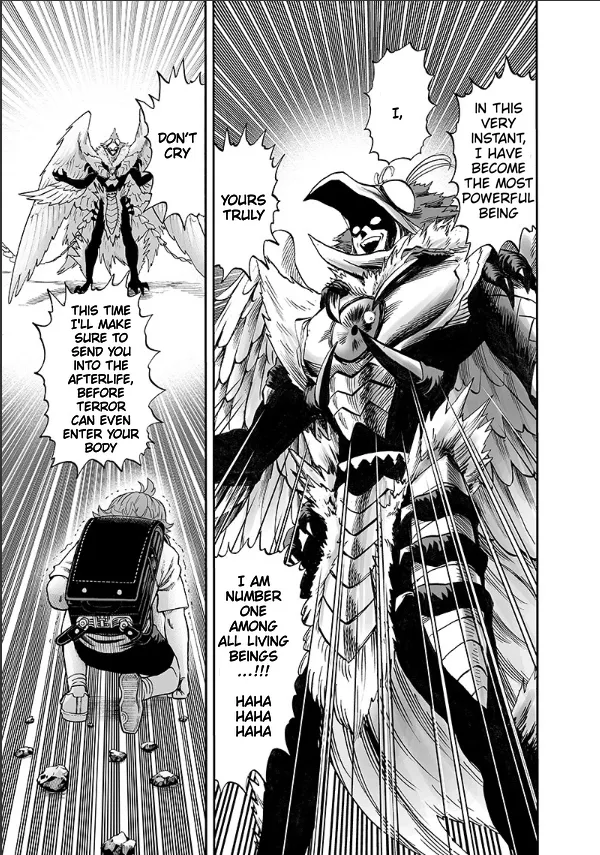 IN THIS
VERY
INSTANT,
I HAVE
BECOME
THE MOST
POWERFUL
BEING
I,
YOURS
TRULY
I AM
NUMBER
ONE
AMONG
ALL LIVING
BEINGS
...!!!
HAHA
HAHA
HAHA
DON'T
CRY
THIS TIME
I'LL MAKE
SURE TO
SEND YOU
INTO THE
AFTERLIFE,
BEFORE
TERROR
CAN EVEN
ENTER YOUR
BODY